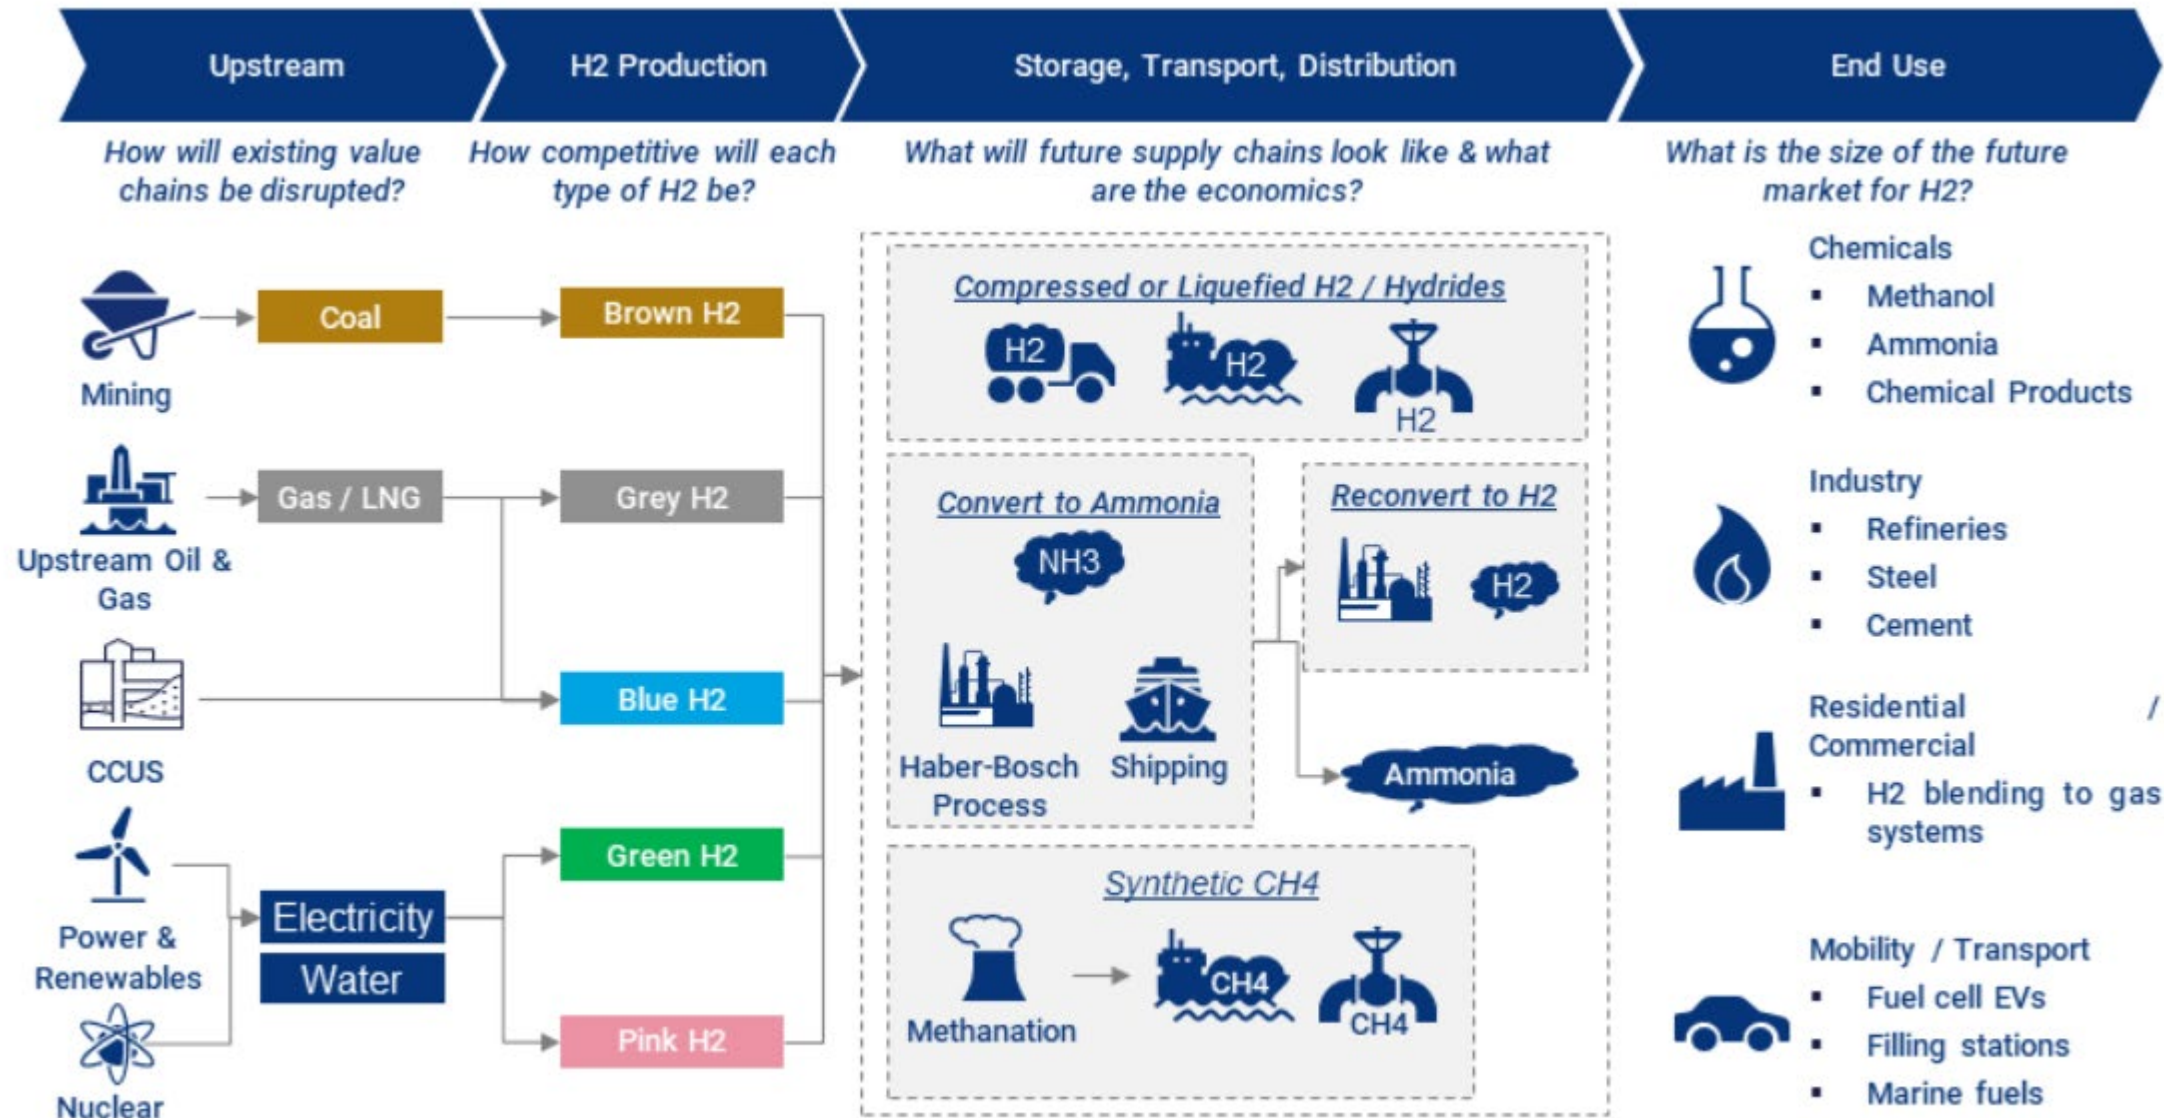 Upstream
H2 Production
Storage, Transport, Distribution
End Use
How will existing value
chains be disrupted?
How competitive will each
type of H2 be?
What will future supply chains look like & what
are the economics?
What is the size of the future
market for H2?
Mining
Coal
Brown H2
Upstream Oil &
Gas
Gas / LNG
Grey H2
CCUS
Blue H2
Power &
Renewables
Nuclear
Electricity
Water
Green H2
Pink H2
Compressed or Liquefied H2 / Hydrides
H2
H2
H2
Convert to Ammonia
NH3
Haber-Bosch
Process
Shipping
Reconvert to H2
H2
Ammonia
Synthetic CH4
Methanation
CH4
CH4
Chemicals
▪ Methanol
▪ Ammonia
▪ Chemical Products
Industry
▪ Refineries
▪ Steel
▪ Cement
Residential /
Commercial
▪ H2 blending to gas
systems
Mobility / Transport
▪ Fuel cell EVs
▪ Filling stations
▪ Marine fuels